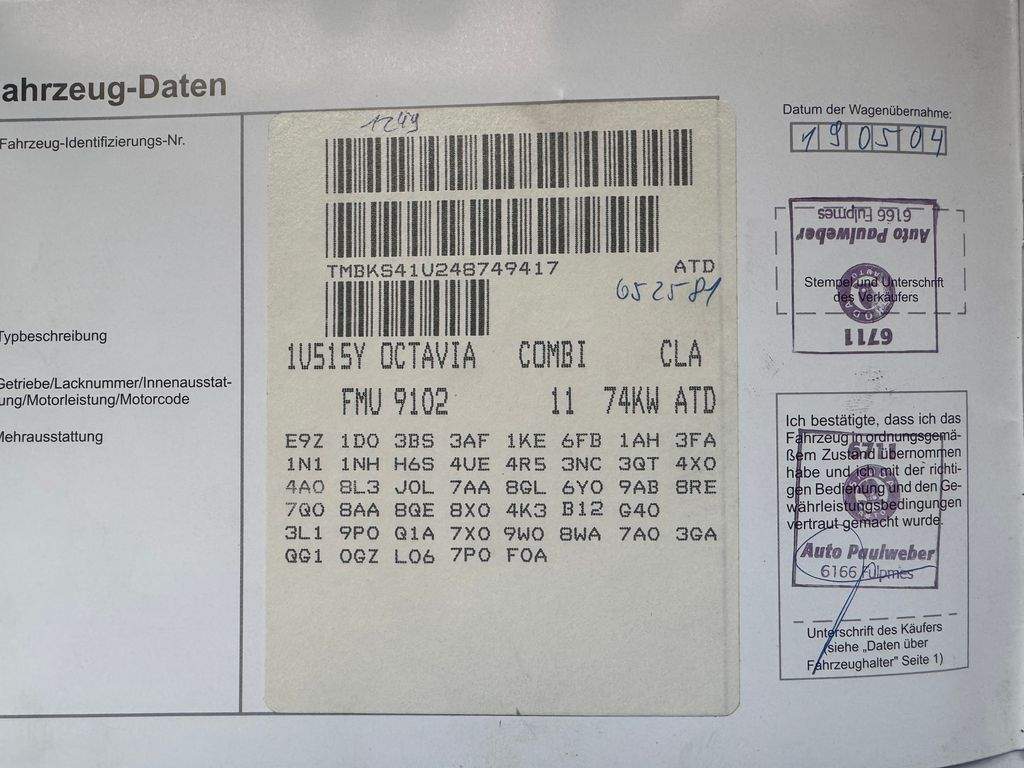 ahrzeug-Daten
Fahrzeug-Identifizierungs-Nr.
Typbeschreibung
Getriebe/Lacknummer/Innenausstat-
ung/Motorleistung/Motorcode
Mehrausstattung
1249
TMBKS41U248749417 ATD
652581
1U515Y OCTAVIA COMBI CLA
FMU 9102 11 74KW ATD
E9Z 1D0 3BS 3AF 1KE 6FB 1AH 3FA
1N1 1NH H6S 4UE 4R5 3NC 3QT 4X0
4A0 8L3 J0L 7AA 8GL 6Y0 9AB 8RE
7Q0 8AA 8QE 8X0 4K3 B12 G40
3L1 9P0 Q1A 7X0 9W0 8WA 7A0 3GA
QG1 0GZ L06 7P0 F0A
Datum der Wagenübernahme:
190504
6711
Auto Paulweber
6166 Fulpmes
Stempel und Unterschrift
des Verkäufers
Ich bestätigte, dass ich das
Fahrzeug in ordnungsgemä-
ßem Zustand übernommen
habe und ich mit der richti-
gen Bedienung und den Ge-
währleistungsbedingungen
vertraut gemacht wurde.
6711
Auto Paulweber
6166 Fulpmes
Unterschrift des Käufers
(siehe „Daten über
Fahrzeughalter" Seite 1)